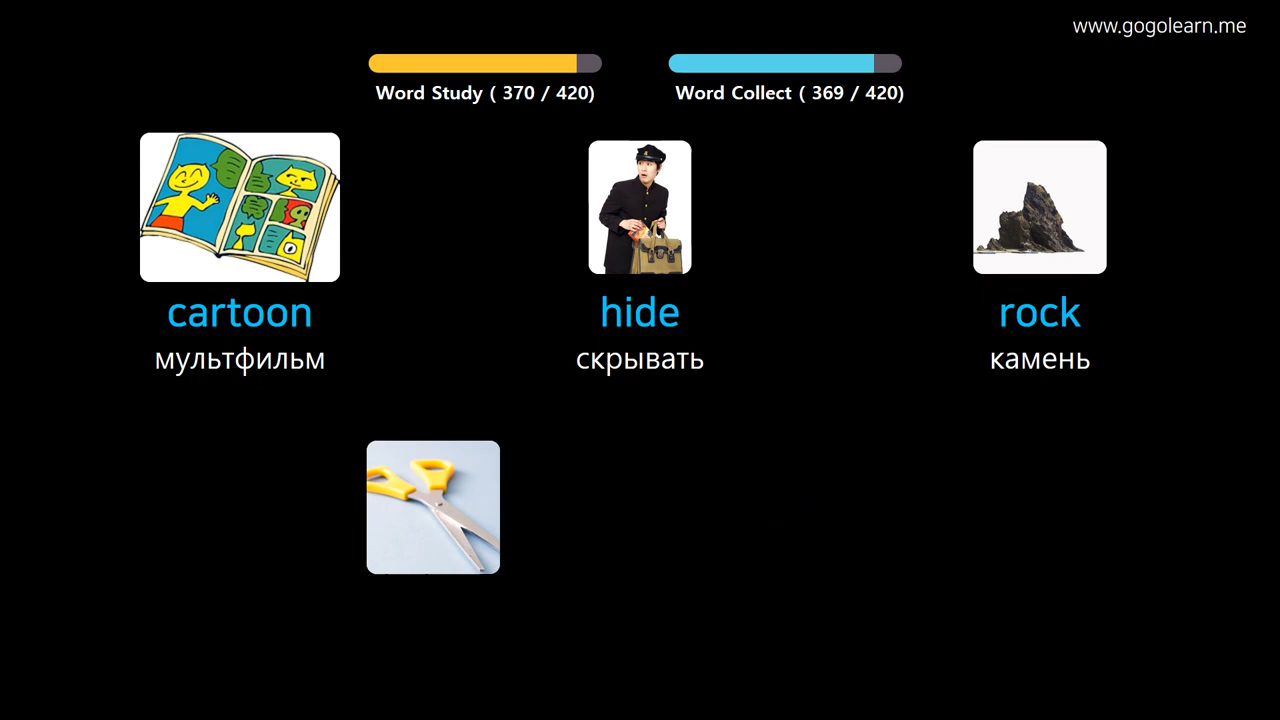 www.gogolearn.me
Word Study ( 370 / 420)
Word Collect ( 369 / 420)
cartoon
мультфильм
hide
скрывать
rock
камень